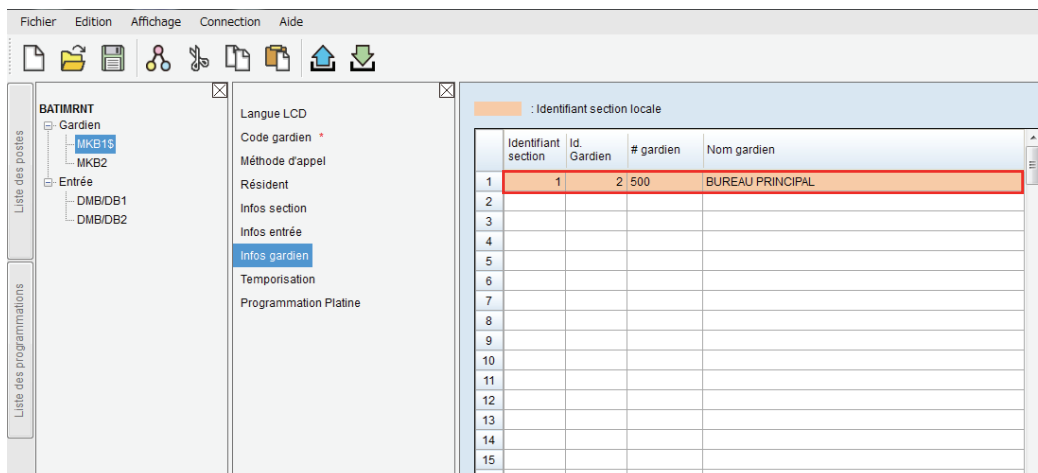 Fichier Edition Affichage Connection Aide
Liste des postes
Liste des programmations
BATIMRNT
Gardien
MKB1$
MKB2
Entrée
DMB/DB1
DMB/DB2
Langue LCD
Code gardien *
Méthode d'appel
Résident
Infos section
Infos entrée
Infos gardien
Temporisation
Programmation Platine
: Identifiant section locale
Identifiant section Id. Gardien # gardien Nom gardien
1 1 2 500 BUREAU PRINCIPAL
2
3
4
5
6
7
8
9
10
11
12
13
14
15